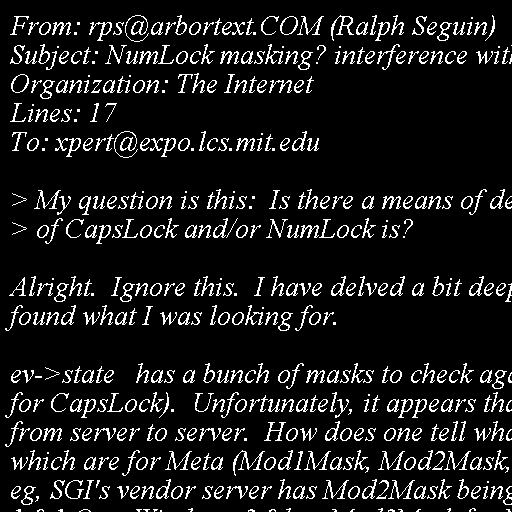 From: rps@arbortext.COM (Ralph Seguin)
Subject: NumLock masking? interference with
Organization: The Internet
Lines: 17
To: xpert@expo.lcs.mit.edu

> My question is this:  Is there a means of de
> of CapsLock and/or NumLock is?

Alright.  Ignore this.  I have delved a bit deep
found what I was looking for.

ev->state   has a bunch of masks to check aga
for CapsLock).  Unfortunately, it appears tha
from server to server.  How does one tell wha
which are for Meta (Mod1Mask, Mod2Mask,
eg, SGI's vendor server has Mod2Mask being